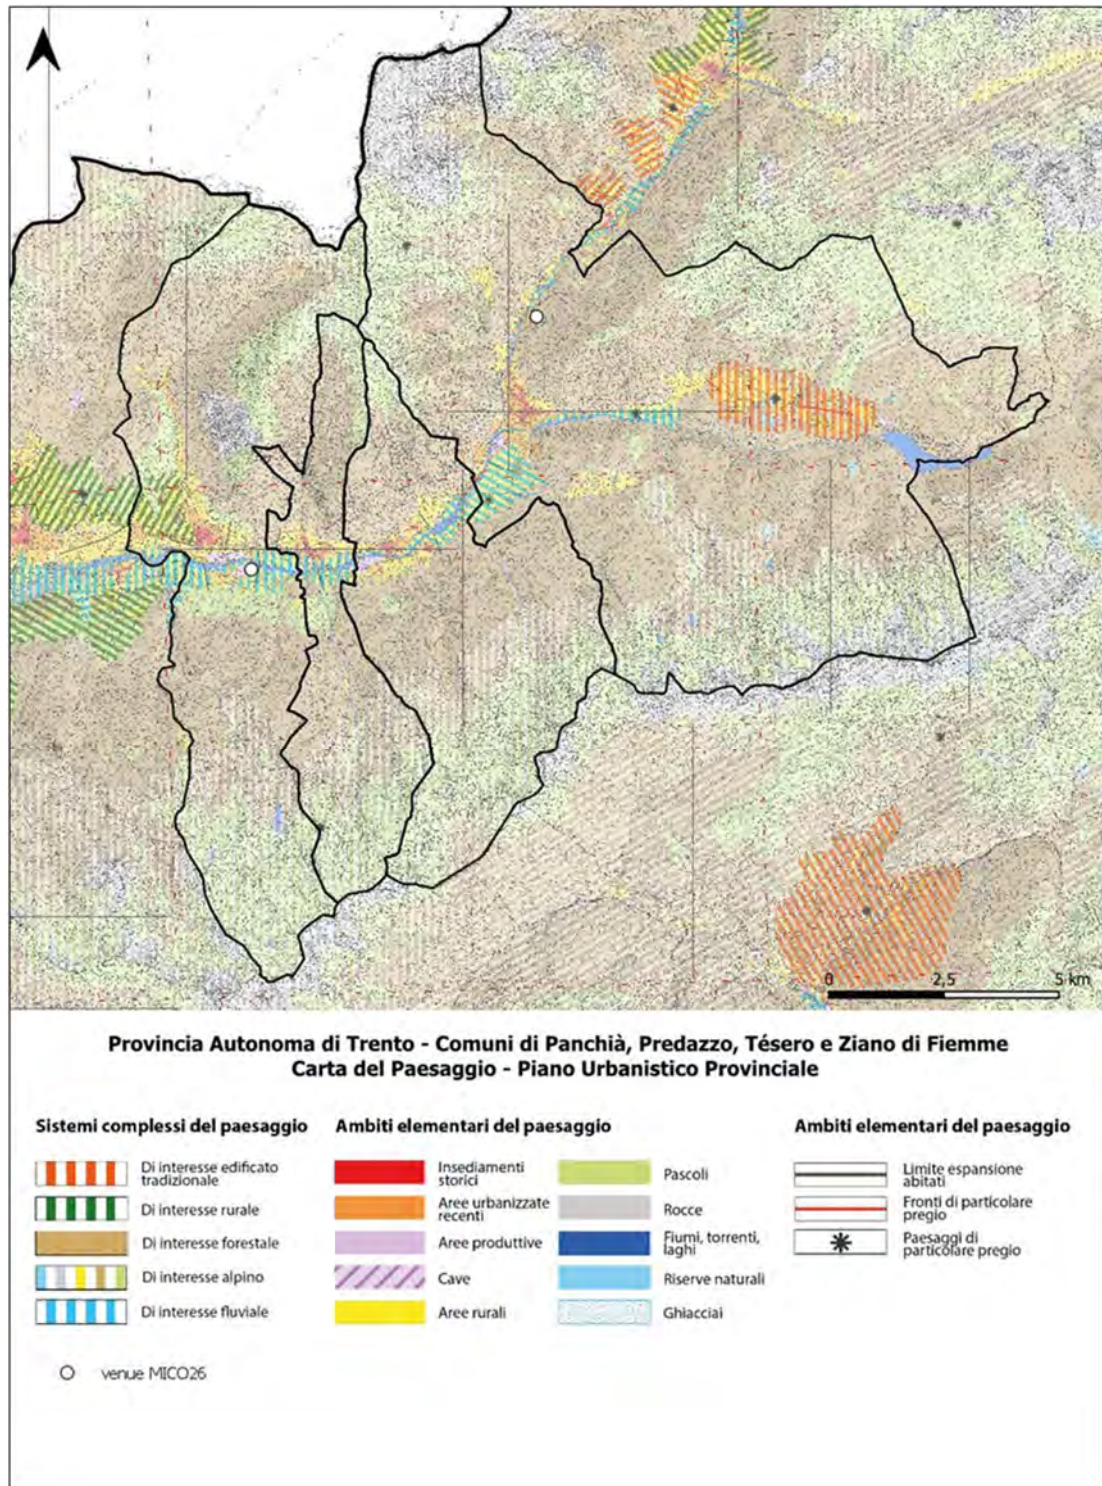 0 2,5 5 km
Provincia Autonoma di Trento - Comuni di Panchià, Predazzo, Tésero e Ziano di Fiemme
Carta del Paesaggio - Piano Urbanistico Provinciale
Sistemi complessi del paesaggio
Di interesse edificato
tradizionale
Di interesse rurale
Di interesse forestale
Di interesse alpino
Di interesse fluviale
venue MICO26
Ambiti elementari del paesaggio
Insediamenti
storici
Aree urbanizzate
recenti
Aree produttive
Cave
Aree rurali
Pascoli
Rocce
Fiumi, torrenti,
laghi
Riserve naturali
Ghiacciai
Ambiti elementari del paesaggio
Limite espansione
abitati
Fronti di particolare
pregio
Paesaggi di
particolare pregio